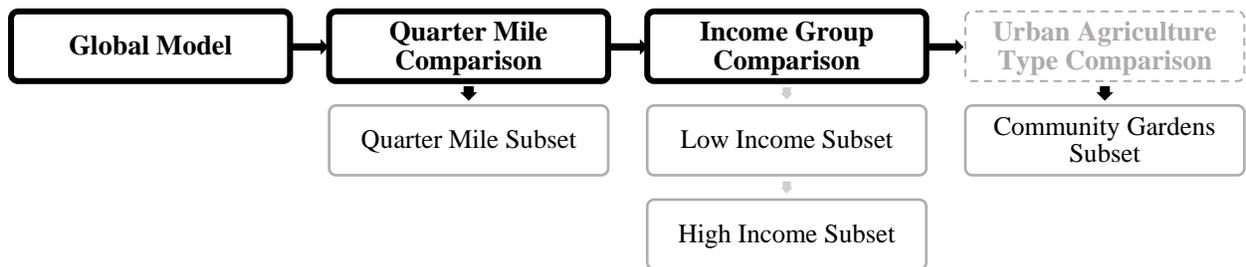 Global Model
Quarter Mile
Comparison
Income Group
Comparison
Urban Agriculture
Type Comparison
Quarter Mile Subset
Low Income Subset
Community Gardens
Subset
High Income Subset